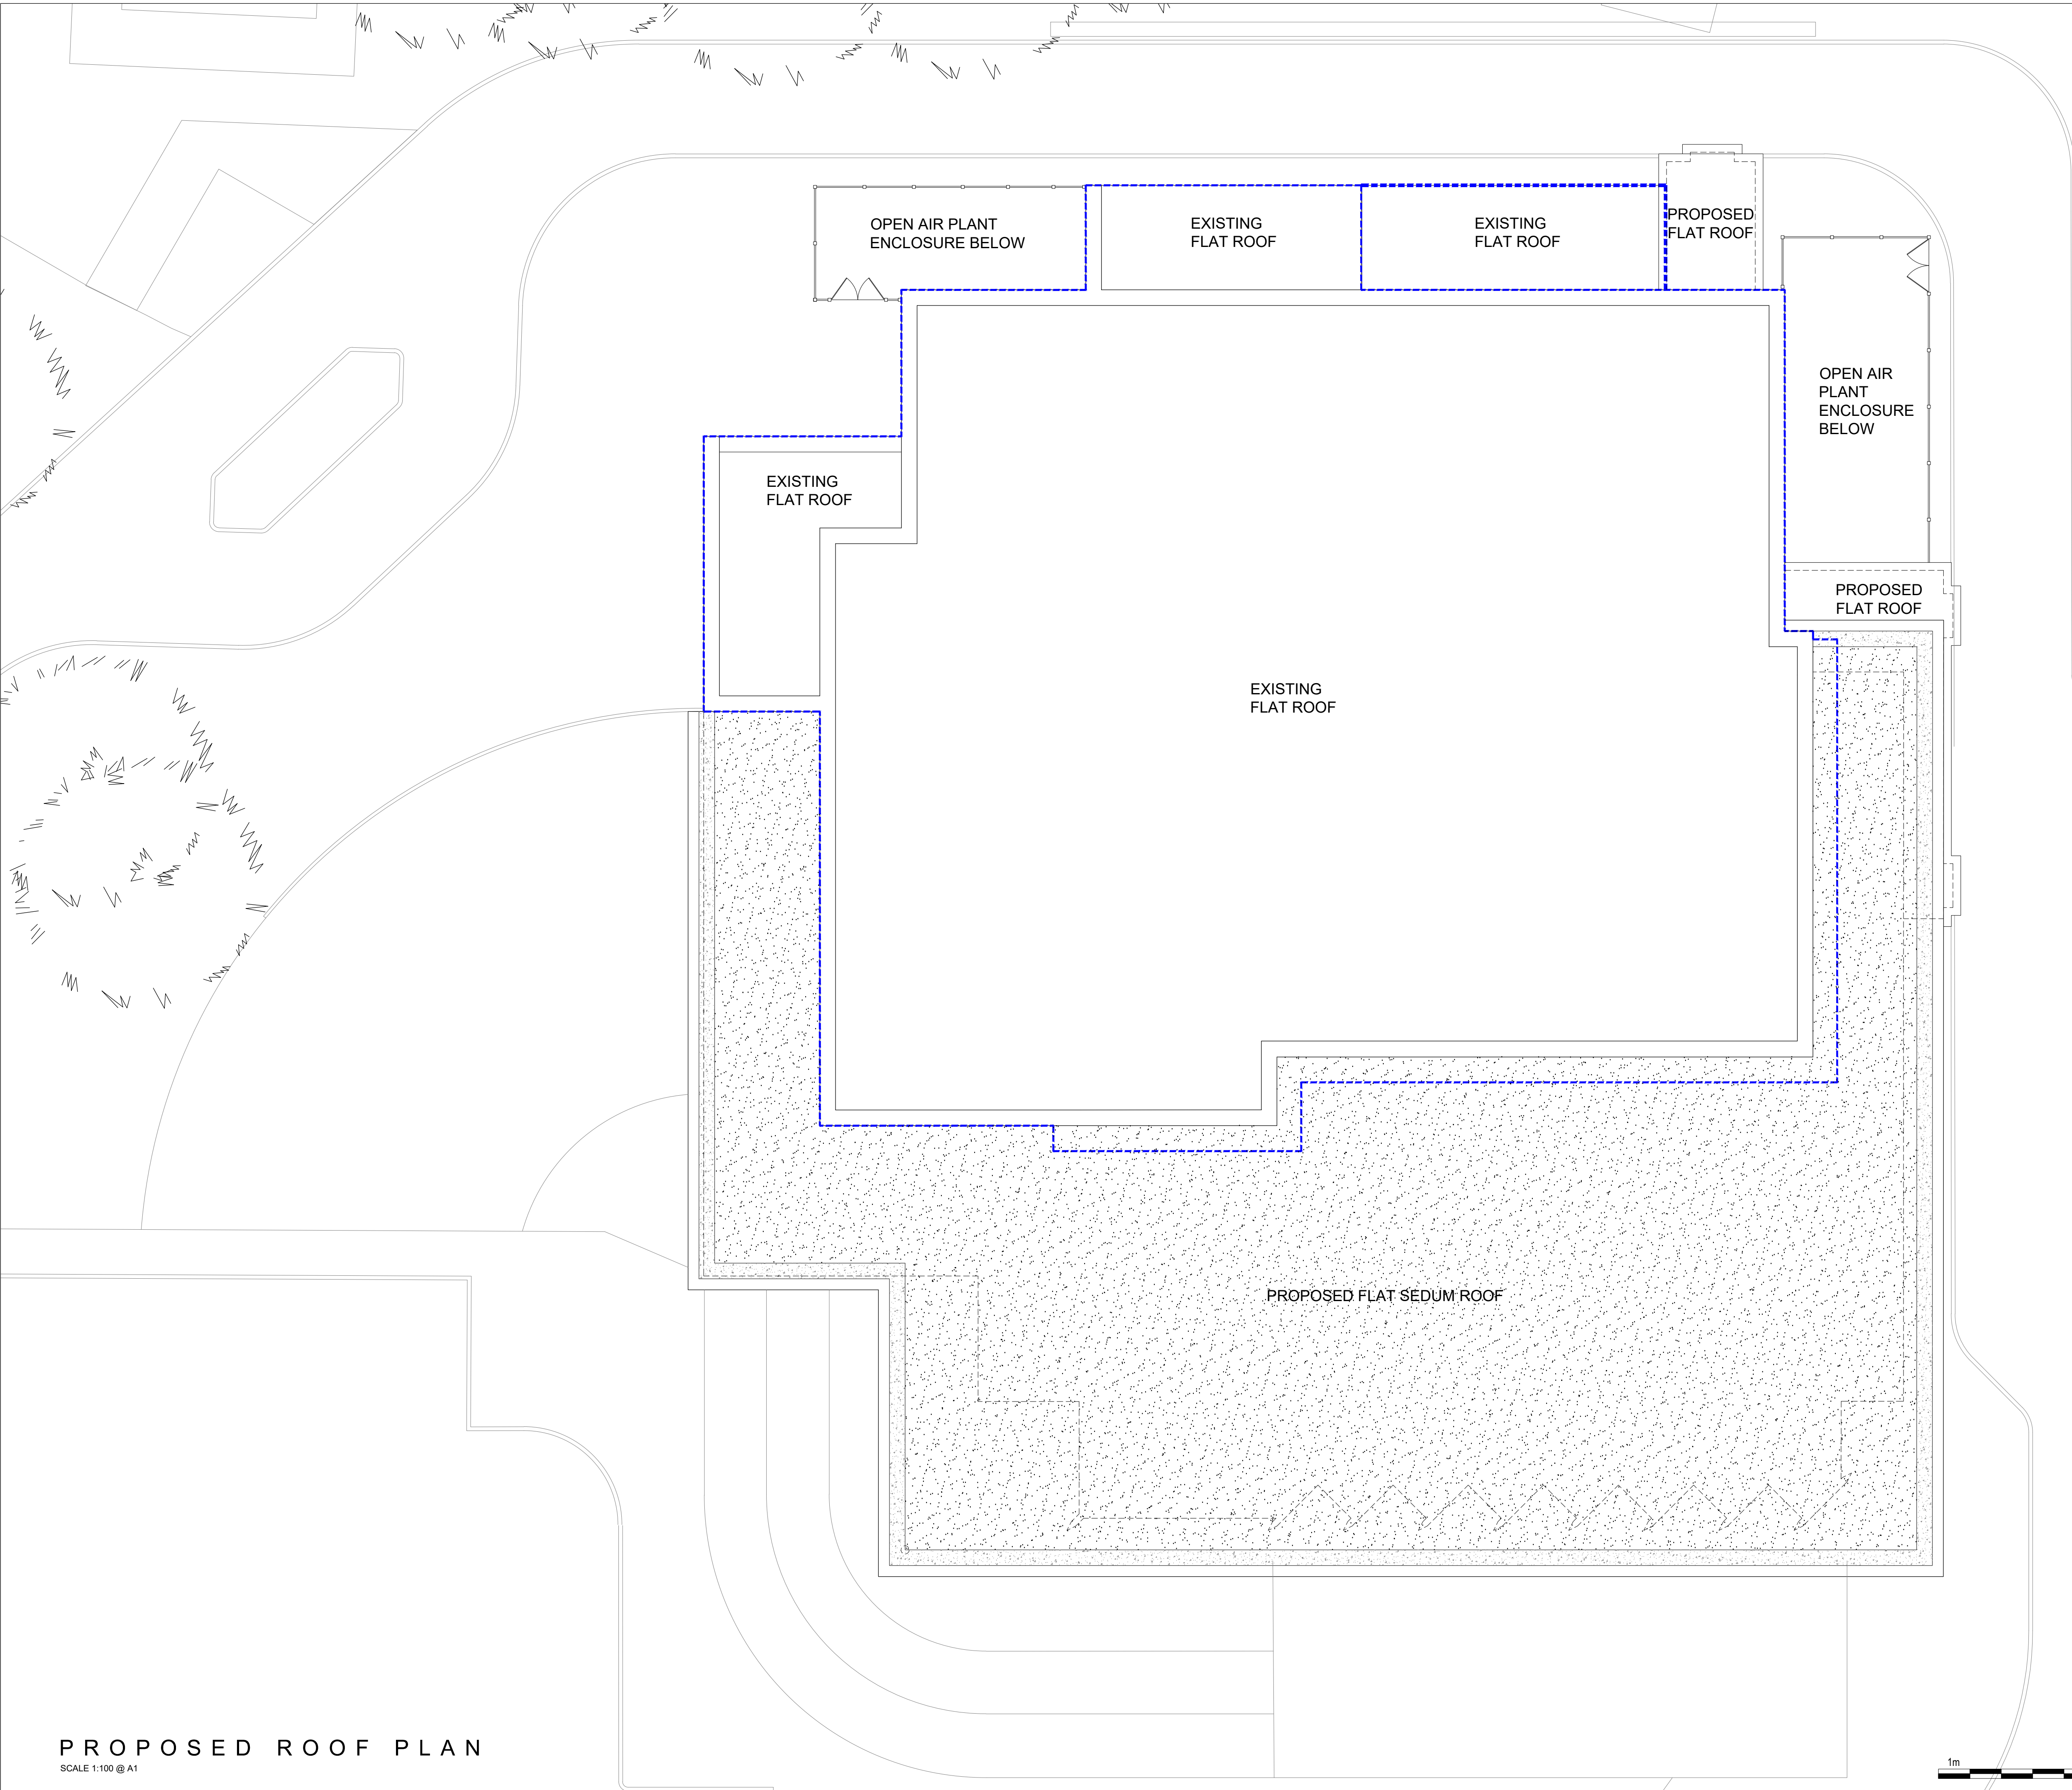 OPEN AIR PLANT
ENCLOSURE BELOW
EXISTING
FLAT ROOF
EXISTING
FLAT ROOF
PROPOSED
FLAT ROOF
OPEN AIR
PLANT
ENCLOSURE
BELOW
EXISTING
FLAT ROOF
PROPOSED
FLAT ROOF
EXISTING
FLAT ROOF
PROPOSED FLAT SEDUM ROOF
PROPOSED ROOF PLAN
SCALE 1:100 @ A1
1m